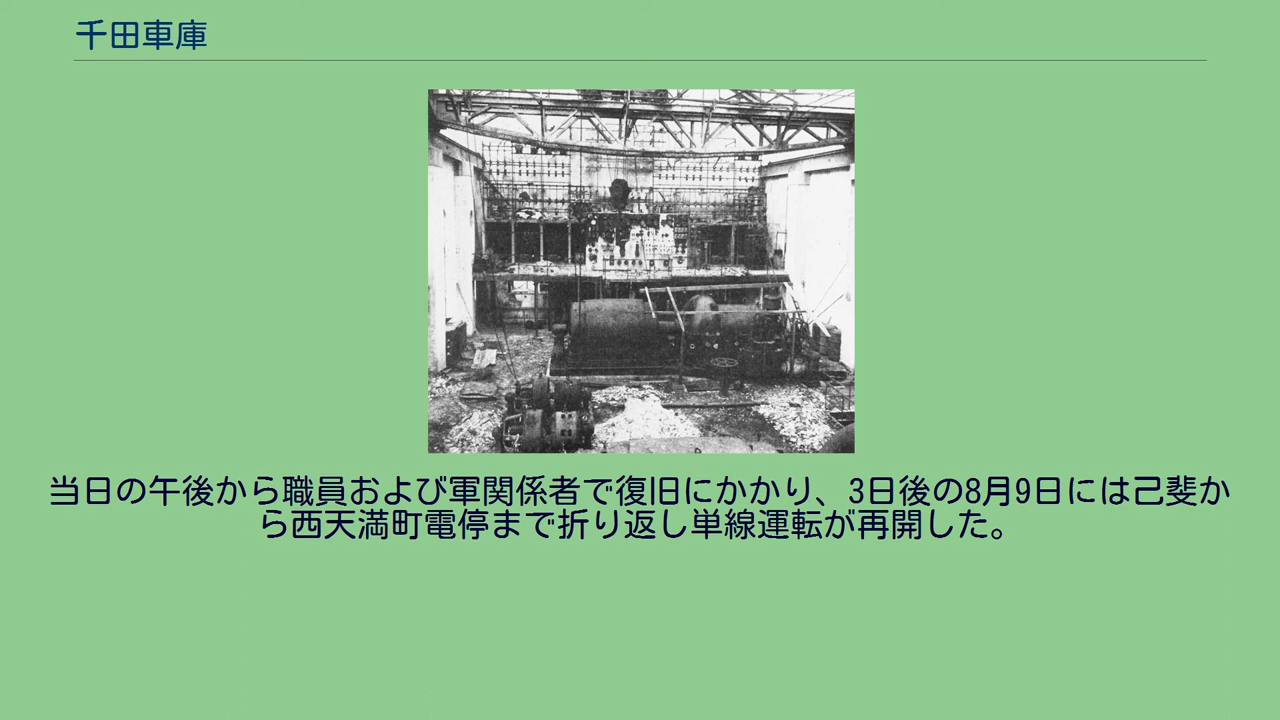 千田車庫
当日の午後から職員および軍関係者で復旧にかかり、3日後の8月9日には己斐か
ら西天満町電停まで折り返し単線運転が再開した。